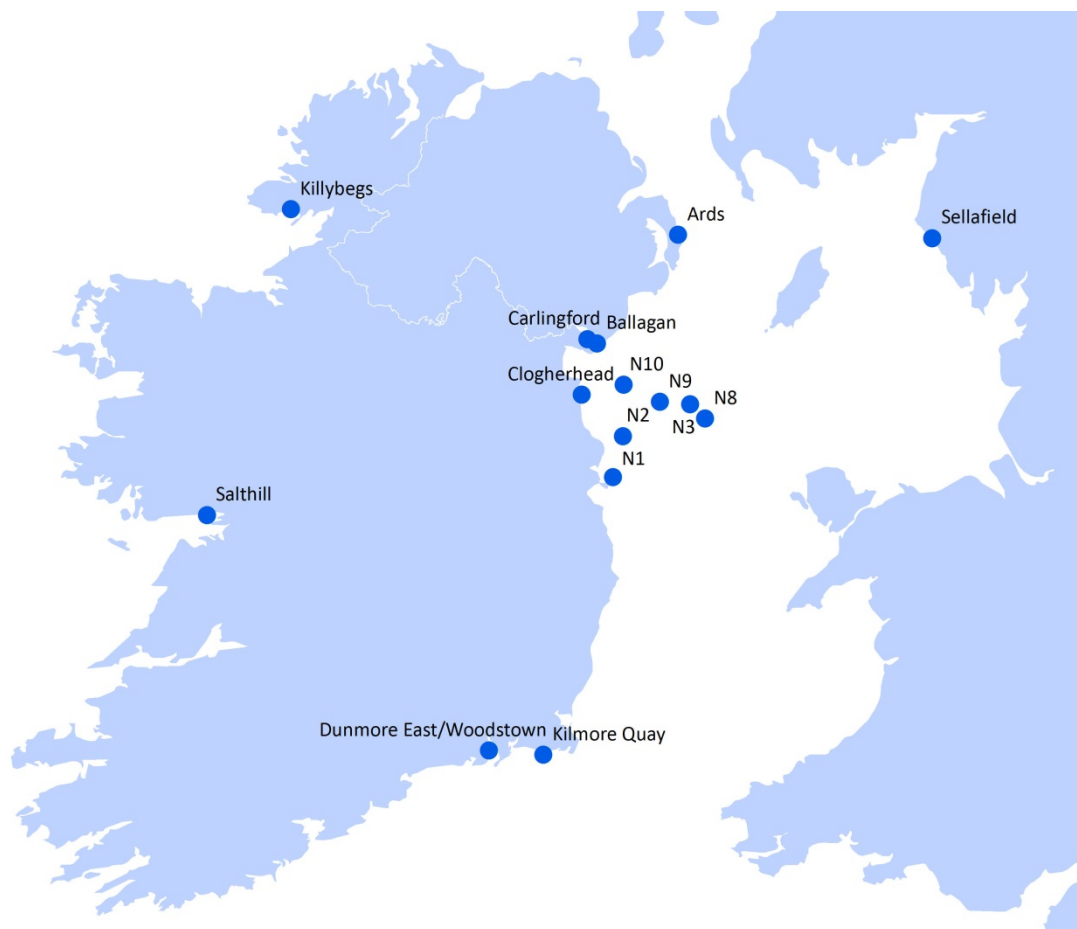 Killybegs
Ards
Sellafield
Carlingford
Ballagan
Clogherhead
N10
N9
N8
N2
N3
N1
Salthill
Dunmore East/Woodstown
Kilmore Quay